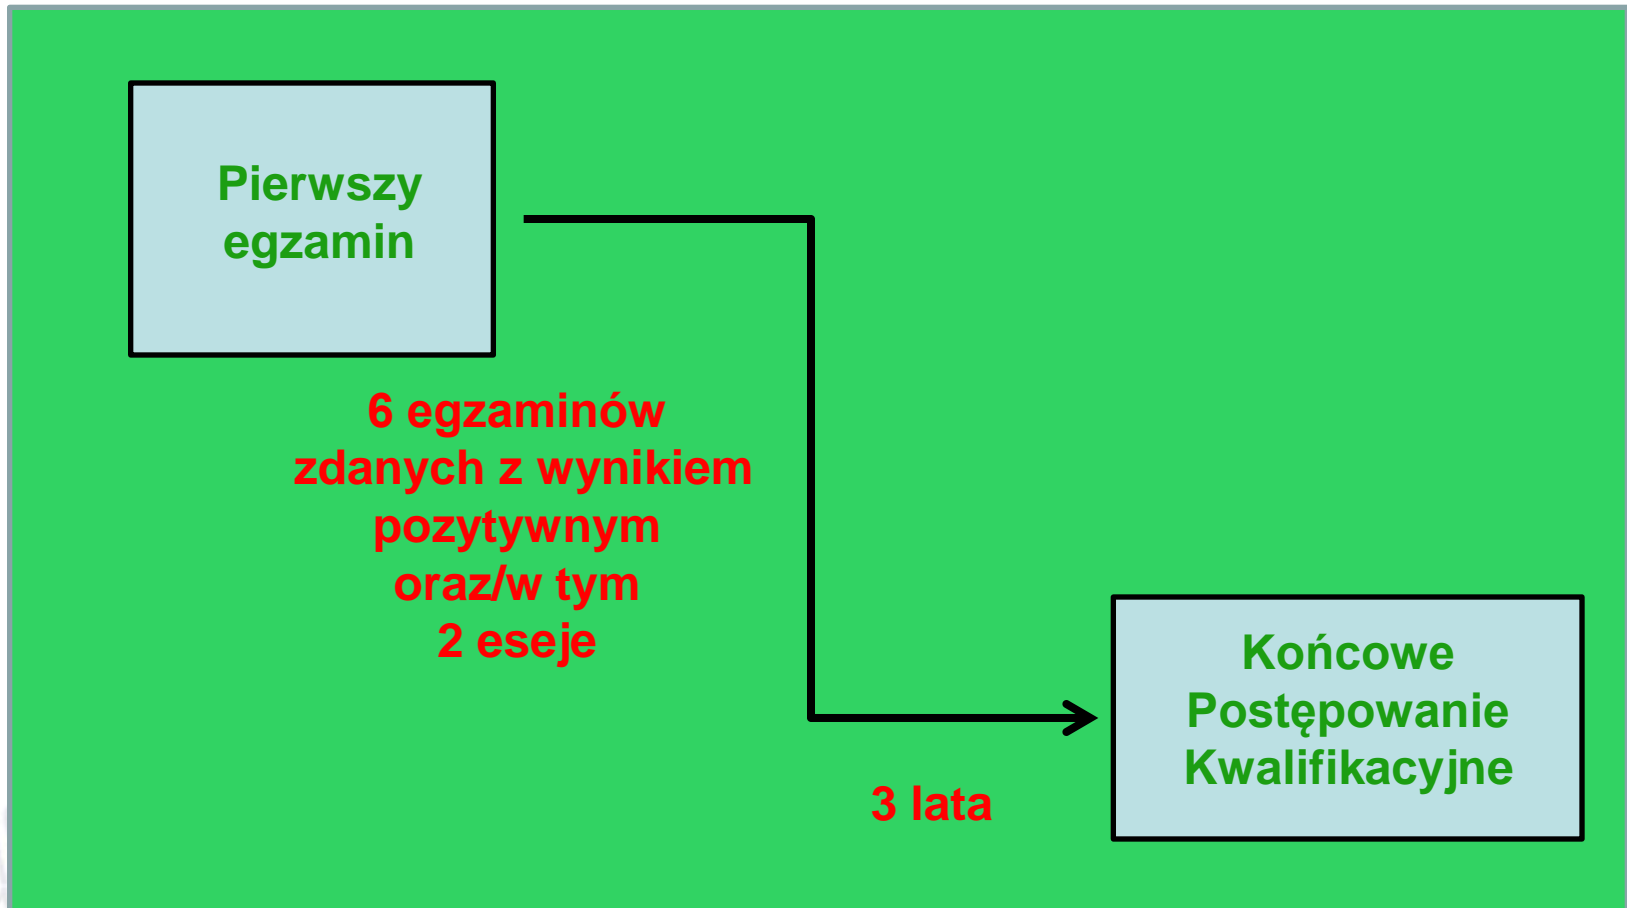 Pierwszy
egzamin
6 egzaminów
zdanych z wynikiem
pozytywnym
oraz/w tym
2 eseje
3 lata
Końcowe
Postępowanie
Kwalifikacyjne